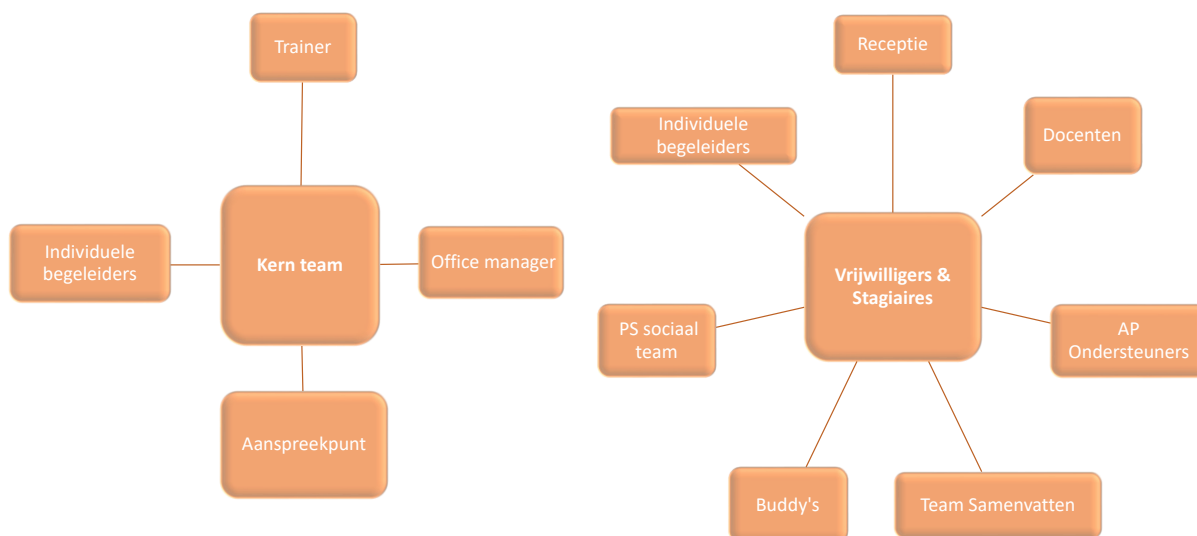 Trainer
Individuele
begeleiders
Kern team
Office manager
Aanspreekpunt
Receptie
Individuele
begeleiders
Docenten
Vrijwilligers &
Stagiaires
PS sociaal
team
AP
Ondersteuners
Buddy's
Team Samenvatten